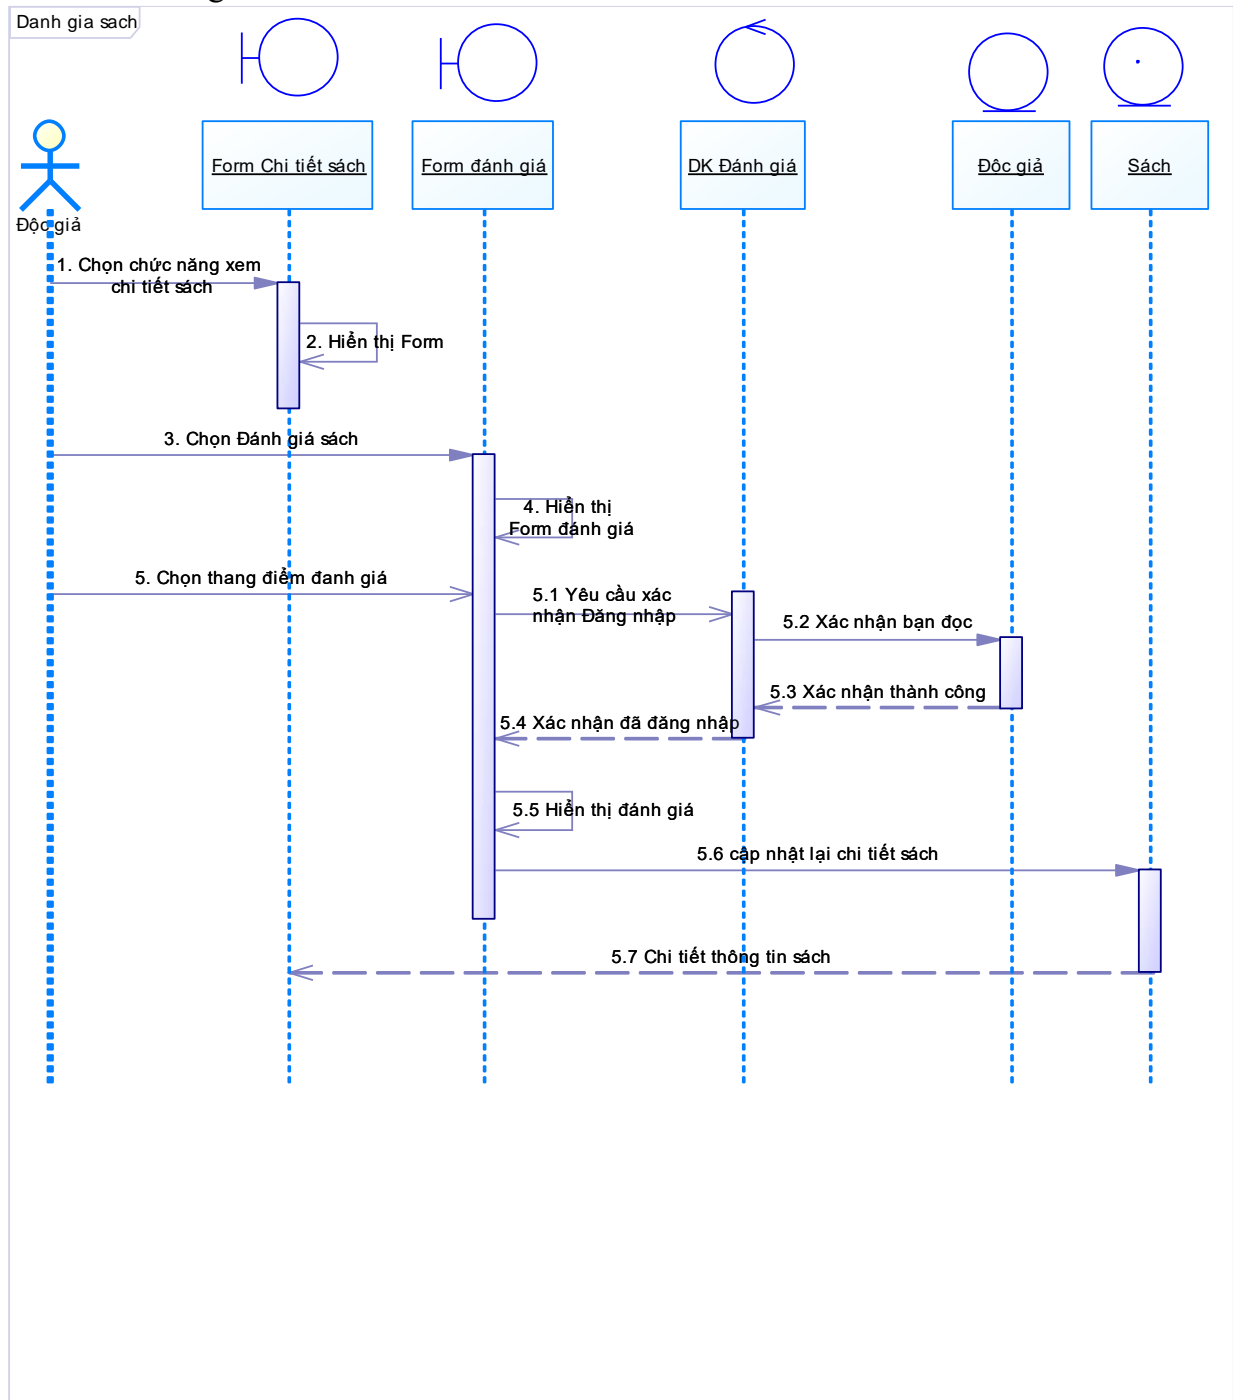 Danh gia sach
Form Chi tiết sách
Form đánh giá
DK Đánh giá
Đôc giả
Sách
Độc giả
1. Chọn chức năng xem
chi tiết sách
2. Hiển thị Form
3. Chọn Đánh giá sách
4. Hiển thị
Form đánh giá
5. Chọn thang điểm đanh giá
5.1 Yêu cầu xác
nhận Đăng nhập
5.2 Xác nhận bạn đọc
5.3 Xác nhận thành công
5.4 Xác nhận đã đăng nhập
5.5 Hiển thị đánh giá
5.6 cập nhật lại chi tiết sách
5.7 Chi tiết thông tin sách